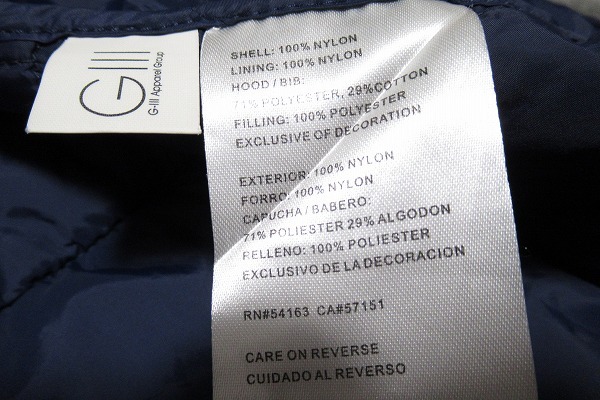 GIII
G-III Apparel Group
SHELL: 100% NYLON
LINING: 100% NYLON
HOOD / BIB:
71% POLYESTER, 29%COTTON
FILLING: 100% POLYESTER
EXCLUSIVE OF DECORATION
EXTERIOR: 100% NYLON
FORRO: 100% NYLON
CAPUCHA / BABERO:
71% POLIESTER 29% ALGODON
RELLENO: 100% POLIESTER
EXCLUSIVO DE LA DECORACION
RN#54163 CA#57151
CARE ON REVERSE
CUIDADO AL REVERSO